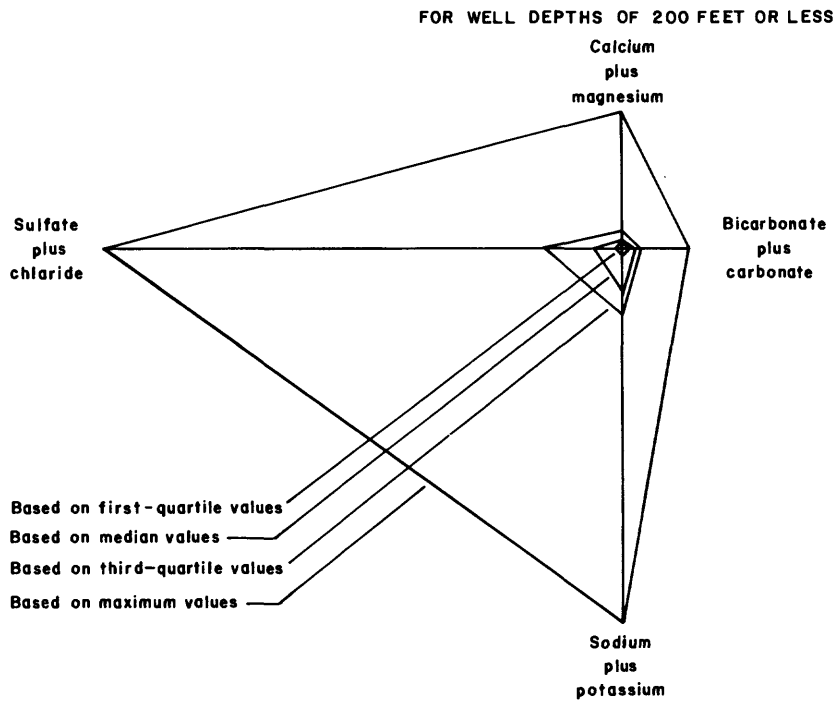 FOR WELL DEPTHS OF 200 FEET OR LESS
Calcium
plus
magnesium
Sulfate
plus
chlaride
Bicarbonate
plus
carbonate
Based on first-quartile values
Based on median values
Based on third-quartile values
Based on maximum values
Sodium
plus
potassium